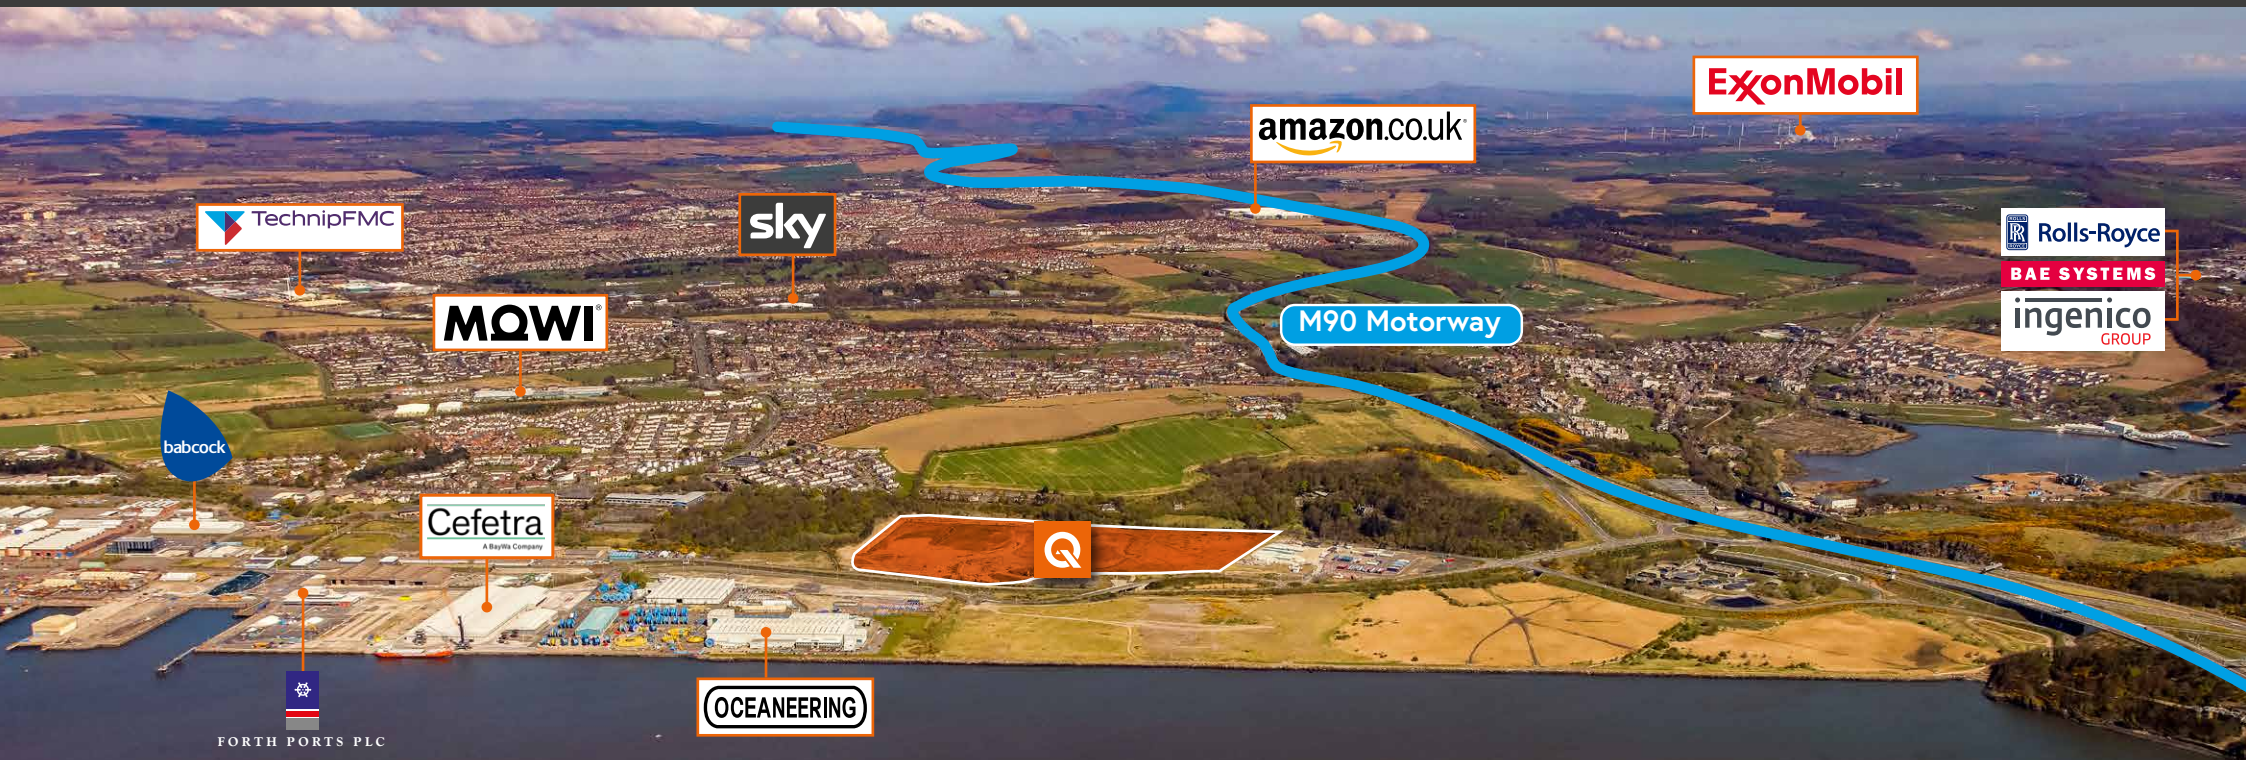 ExxonMobil
amazon.co.uk
TechnipFMC
sky
Rolls-Royce
BAE SYSTEMS
ingenico
GROUP
MOWI®
M90 Motorway
babcock
Cefetra
A BayWa Company
Q
OCEANEERING
FORTH PORTS PLC